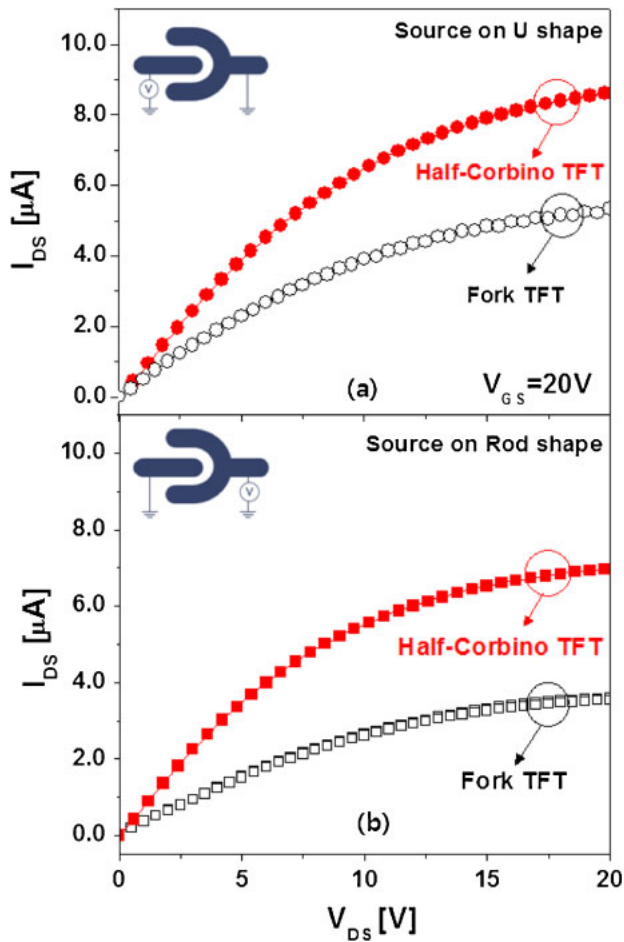 10.0
8.0
6.0
4.0
2.0
0.0
I_DS [µA]
V
Source on U shape
Half-Corbino TFT
Fork TFT
(a)
V_GS=20V
10.0
8.0
6.0
4.0
2.0
0.0
I_DS [µA]
V
Source on Rod shape
Half-Corbino TFT
Fork TFT
(b)
0
5
10
15
20
V_DS [V]